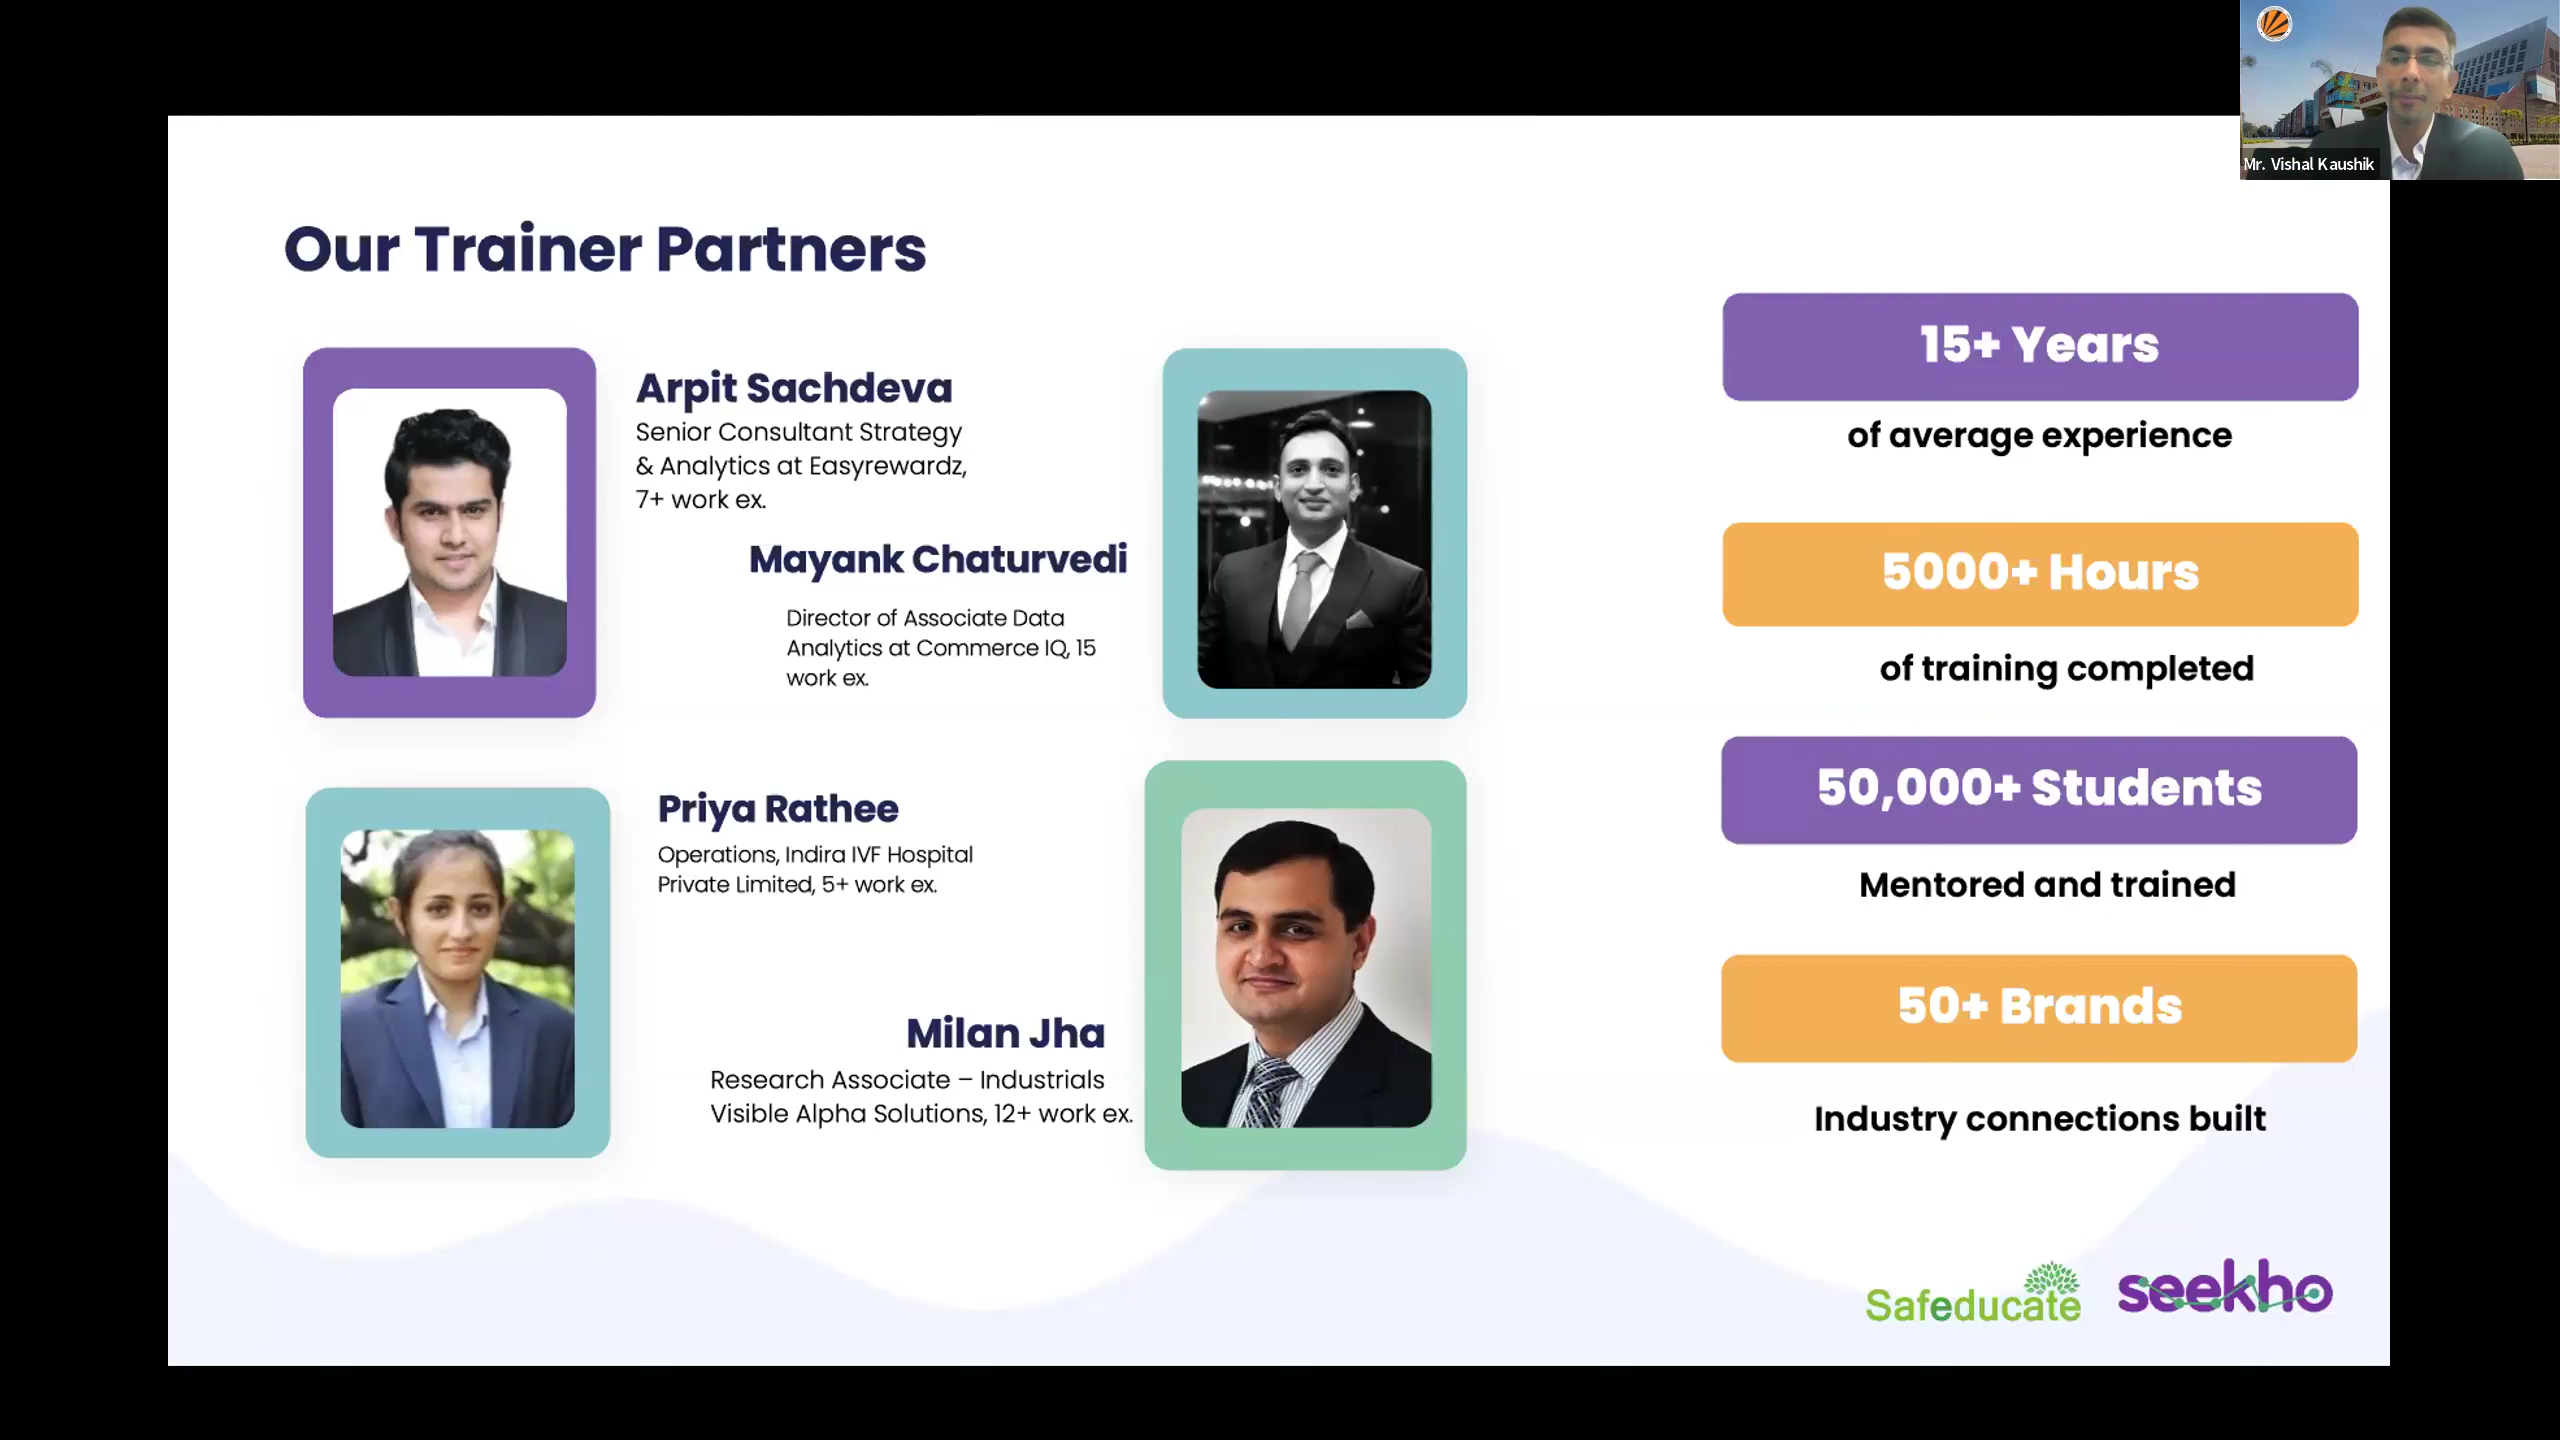 Mr. Vishal Kaushik
Our Trainer Partners
Arpit Sachdeva
Senior Consultant Strategy
& Analytics at Easyrewardz,
7+ work ex.
Mayank Chaturvedi
Director of Associate Data
Analytics at Commerce IQ, 15
work ex.
Priya Rathee
Operations, Indira IVF Hospital
Private Limited, 5+ work ex.
Milan Jha
Research Associate – Industrials
Visible Alpha Solutions, 12+ work ex.
15+ Years
of average experience
5000+ Hours
of training completed
50,000+ Students
Mentored and trained
50+ Brands
Industry connections built
Safeducate
seekho